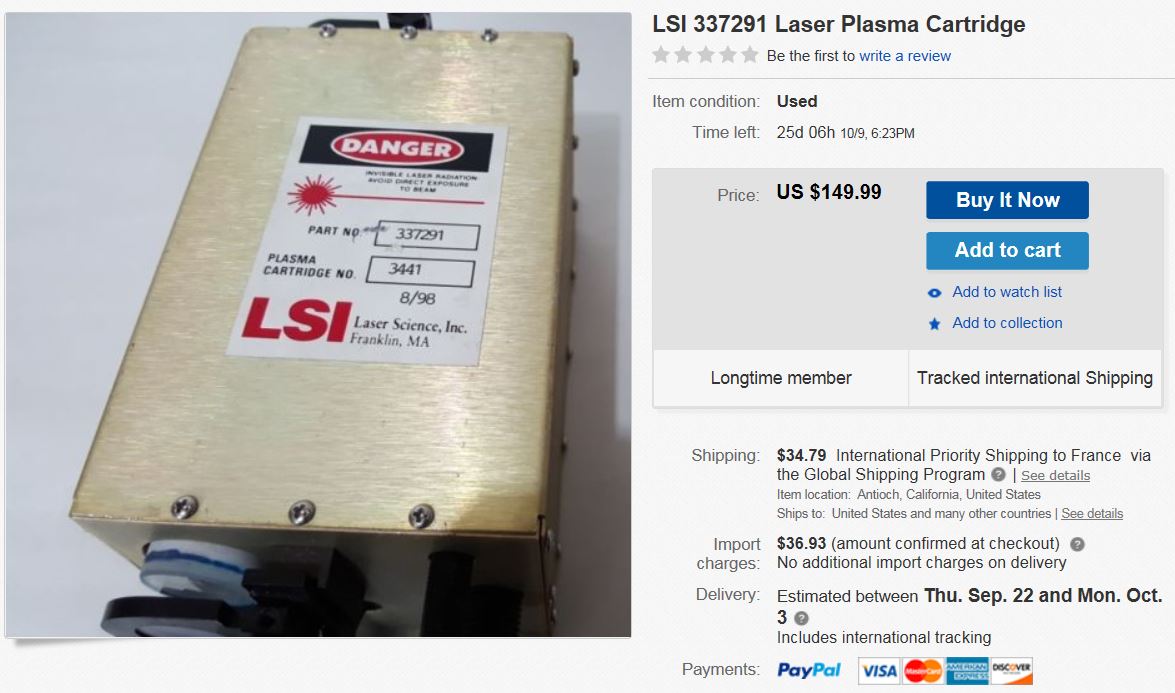 DANGER
INVISIBLE LASER RADIATION
AVOID DIRECT EXPOSURE
TO BEAM
PART NO.
337291
PLASMA
CARTRIDGE NO.
3441
8/98
LSI Laser Science, Inc.
Franklin, MA
LSI 337291 Laser Plasma Cartridge
Be the first to write a review
Item condition: Used
Time left: 25d 06h 10/9, 6:23PM
Price: US $149.99
Buy It Now
Add to cart
Add to watch list
Add to collection
Longtime member
Tracked international Shipping
Shipping: $34.79 International Priority Shipping to France via
the Global Shipping Program ? | See details
Item location: Antioch, California, United States
Ships to: United States and many other countries | See details
Import charges: $36.93 (amount confirmed at checkout) ?
No additional import charges on delivery
Delivery: Estimated between Thu. Sep. 22 and Mon. Oct.
3 ?
Includes international tracking
Payments: PayPal VISA MasterCard AMERICAN EXPRESS DISCOVER